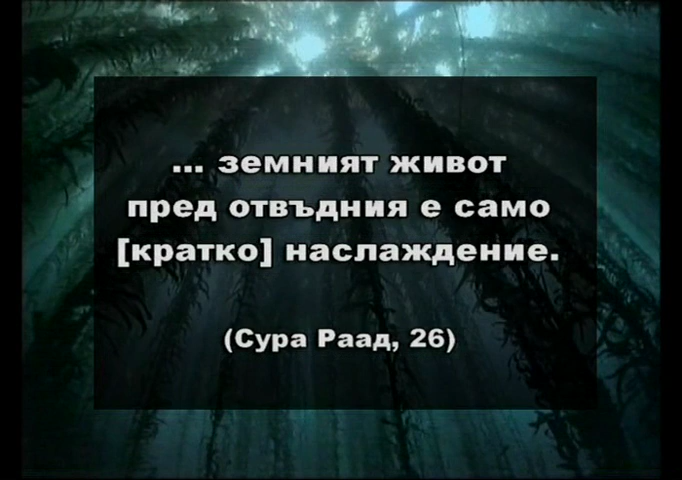 ... земният живот
пред отвъдния е само
[кратко] наслаждение.
(Сура Раад, 26)